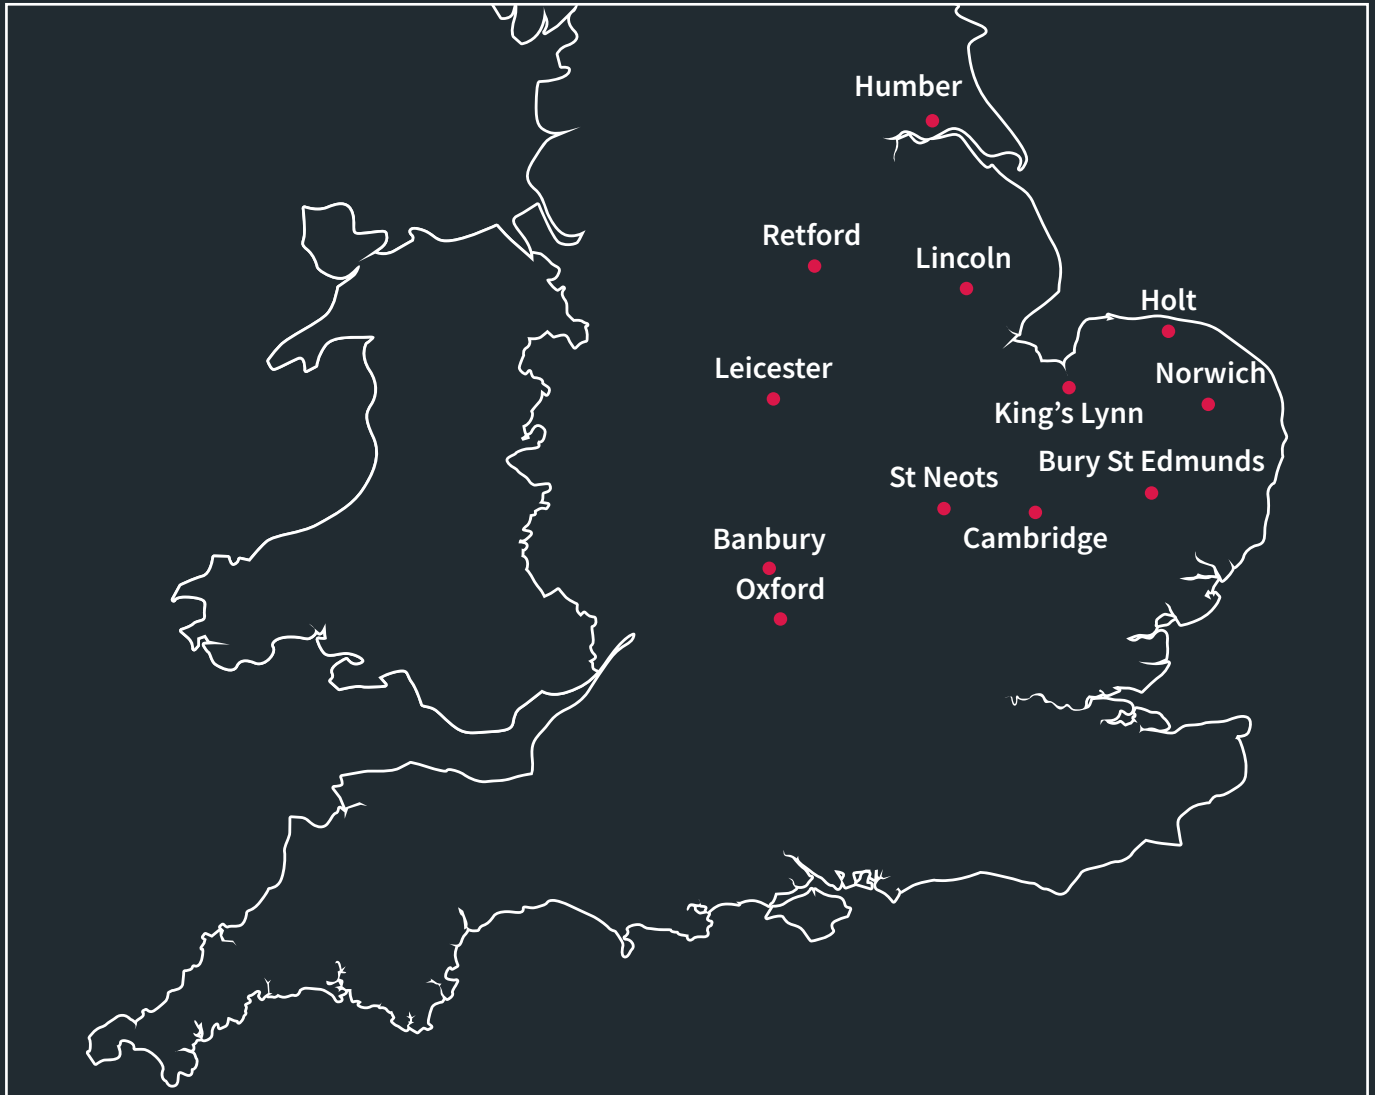 Humber
Retford
Lincoln
Holt
Leicester
Norwich
King’s Lynn
Bury St Edmunds
St Neots
Cambridge
Banbury
Oxford